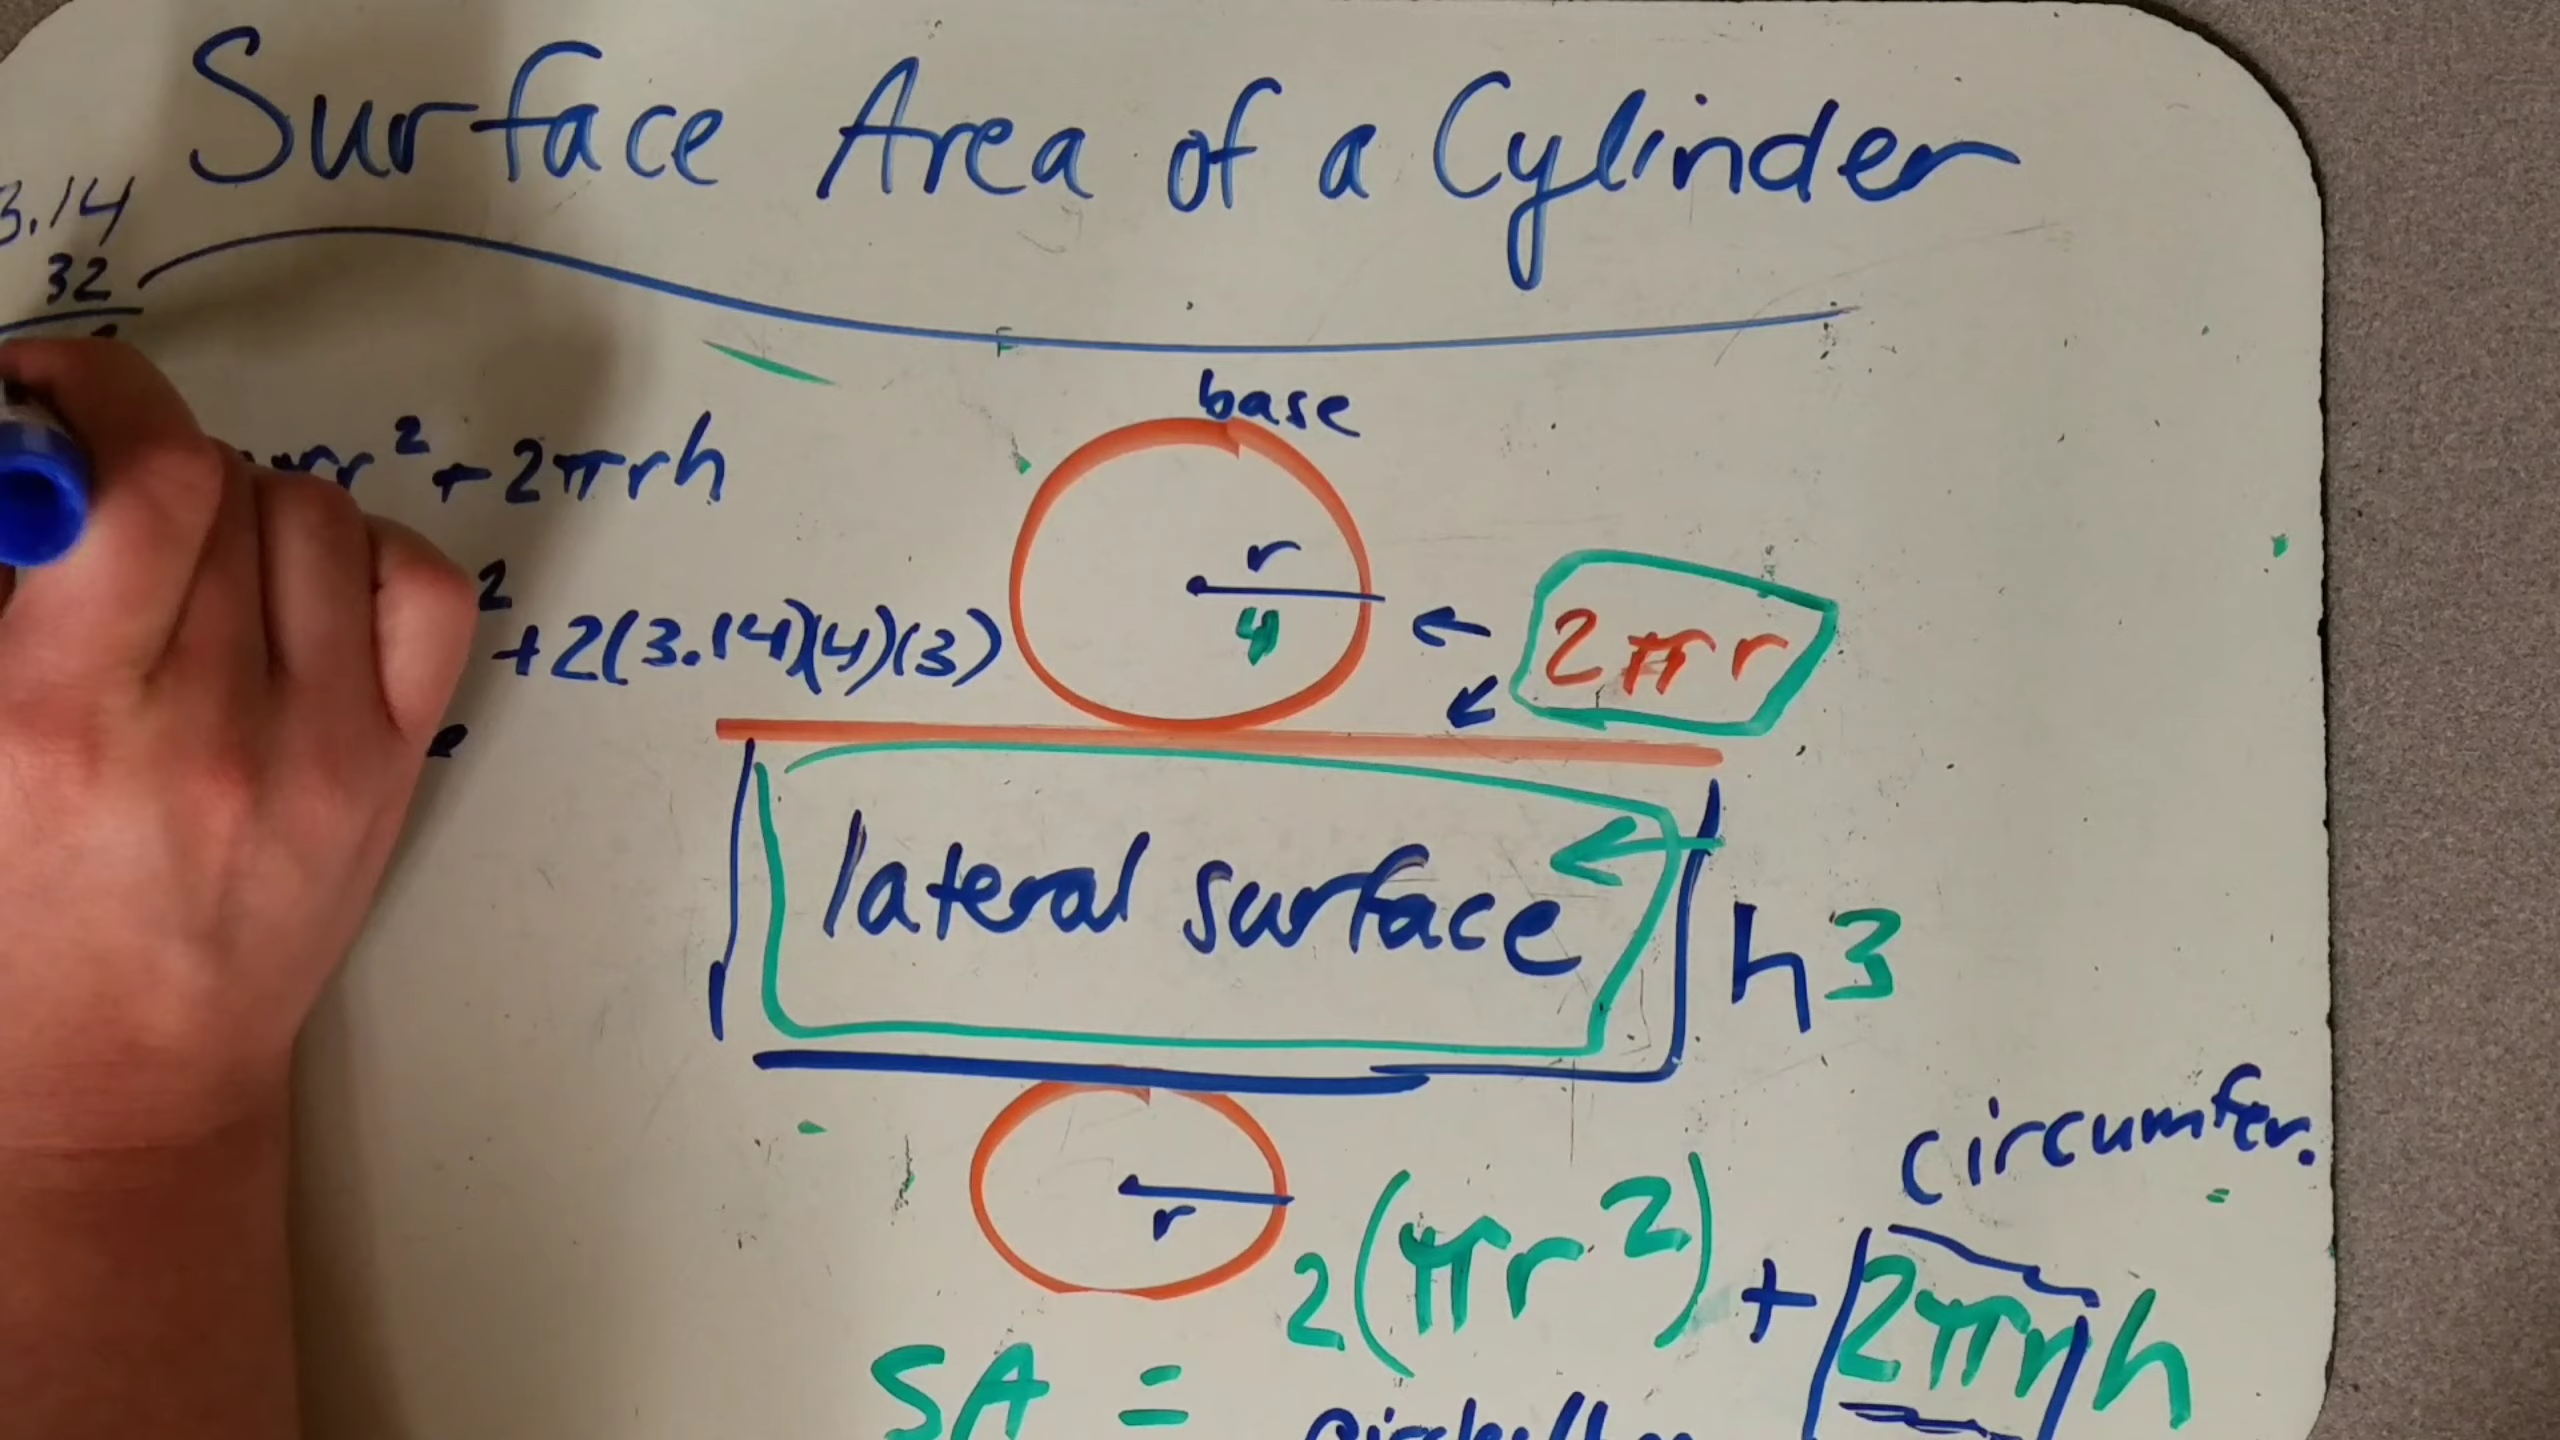 Surface Area of a Cylinder
3.14
32
base
r² + 2πrh
r
4
2πr
² +2(3.14)(4)(3)
lateral surface
h 3
circumfer.
r
2(πr²) + 2πrh
SA =